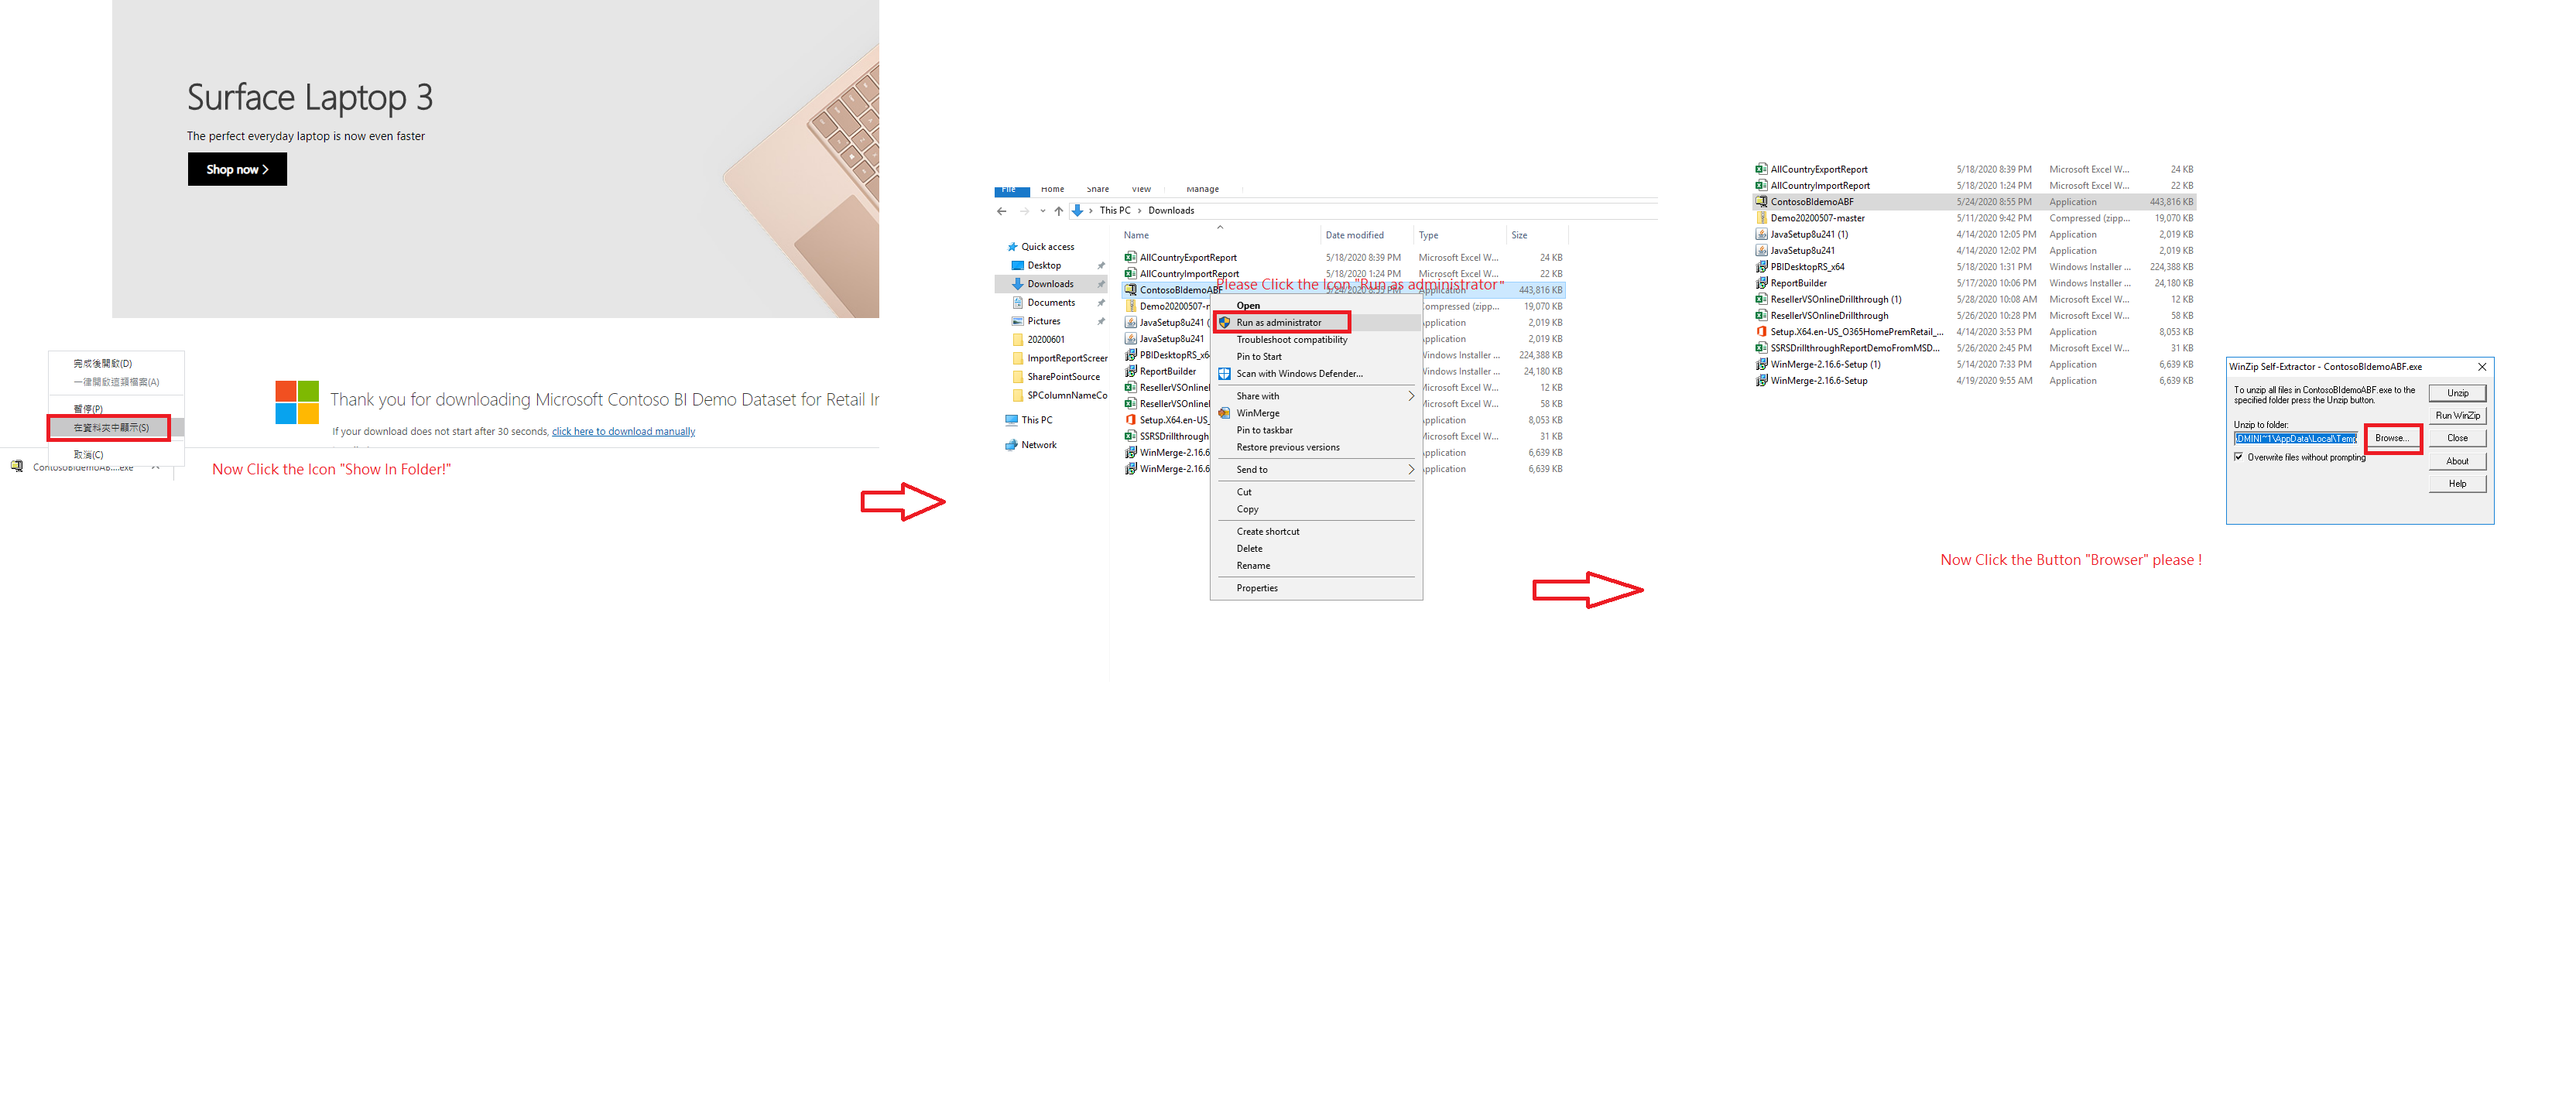 Surface Laptop 3
The perfect everyday laptop is now even faster
Shop now >
完成後開啟(D)
一律開啟這類檔案(A)
暫停(P)
在資料夾中顯示(S)
取消(C)
Thank you for downloading Microsoft Contoso BI Demo Dataset for Retail In
If your download does not start after 30 seconds, click here to download manually
ContosoBIdemoAB....exe
Now Click the Icon "Show In Folder!"
File Home Share View Manage
This PC > Downloads
Quick access
Desktop
Downloads
Documents
Pictures
20200601
ImportReportScreer
SharePointSource
SPColumnNameCo
This PC
Network
Name Date modified Type Size
AllCountryExportReport 5/18/2020 8:39 PM Microsoft Excel W... 24 KB
AllCountryImportReport 5/18/2020 1:24 PM Microsoft Excel W... 22 KB
Please Click the Icon "Run as administrator"
ContosoBIdemoABF 5/24/2020 8:55 PM Application 443,816 KB
Demo20200507-m ompressed (zipp... 19,070 KB
JavaSetup8u241 ( pplication 2,019 KB
JavaSetup8u241 pplication 2,019 KB
PBIDesktopRS_x6 Windows Installer ... 224,388 KB
ReportBuilder Windows Installer ... 24,180 KB
ResellerVSOnlineI Microsoft Excel W... 12 KB
ResellerVSOnlineI Microsoft Excel W... 58 KB
Setup.X64.en-US_ pplication 8,053 KB
SSRSDrillthrough Microsoft Excel W... 31 KB
WinMerge-2.16.6 pplication 6,639 KB
WinMerge-2.16.6 pplication 6,639 KB
Open
Run as administrator
Troubleshoot compatibility
Pin to Start
Scan with Windows Defender...
Share with
WinMerge
Pin to taskbar
Restore previous versions
Send to
Cut
Copy
Create shortcut
Delete
Rename
Properties
AllCountryExportReport 5/18/2020 8:39 PM Microsoft Excel W... 24 KB
AllCountryImportReport 5/18/2020 1:24 PM Microsoft Excel W... 22 KB
ContosoBIdemoABF 5/24/2020 8:55 PM Application 443,816 KB
Demo20200507-master 5/11/2020 9:42 PM Compressed (zipp... 19,070 KB
JavaSetup8u241 (1) 4/14/2020 12:05 PM Application 2,019 KB
JavaSetup8u241 4/14/2020 12:02 PM Application 2,019 KB
PBIDesktopRS_x64 5/18/2020 1:31 PM Windows Installer ... 224,388 KB
ReportBuilder 5/17/2020 10:06 PM Windows Installer ... 24,180 KB
ResellerVSOnlineDrillthrough (1) 5/28/2020 10:08 AM Microsoft Excel W... 12 KB
ResellerVSOnlineDrillthrough 5/26/2020 10:28 PM Microsoft Excel W... 58 KB
Setup.X64.en-US_O365HomePremRetail_... 4/14/2020 3:53 PM Application 8,053 KB
SSRSDrillthroughReportDemoFromMSD... 5/26/2020 2:45 PM Microsoft Excel W... 31 KB
WinMerge-2.16.6-Setup (1) 5/14/2020 7:33 PM Application 6,639 KB
WinMerge-2.16.6-Setup 4/19/2020 9:55 AM Application 6,639 KB
WinZip Self-Extractor - ContosoBIdemoABF.exe
To unzip all files in ContosoBIdemoABF.exe to the
specified folder press the Unzip button.
Unzip to folder:
DMINI~1\AppData\Local\Temp
Browse...
Overwrite files without prompting
Unzip
Run WinZip
Close
About
Help
Now Click the Button "Browser" please !